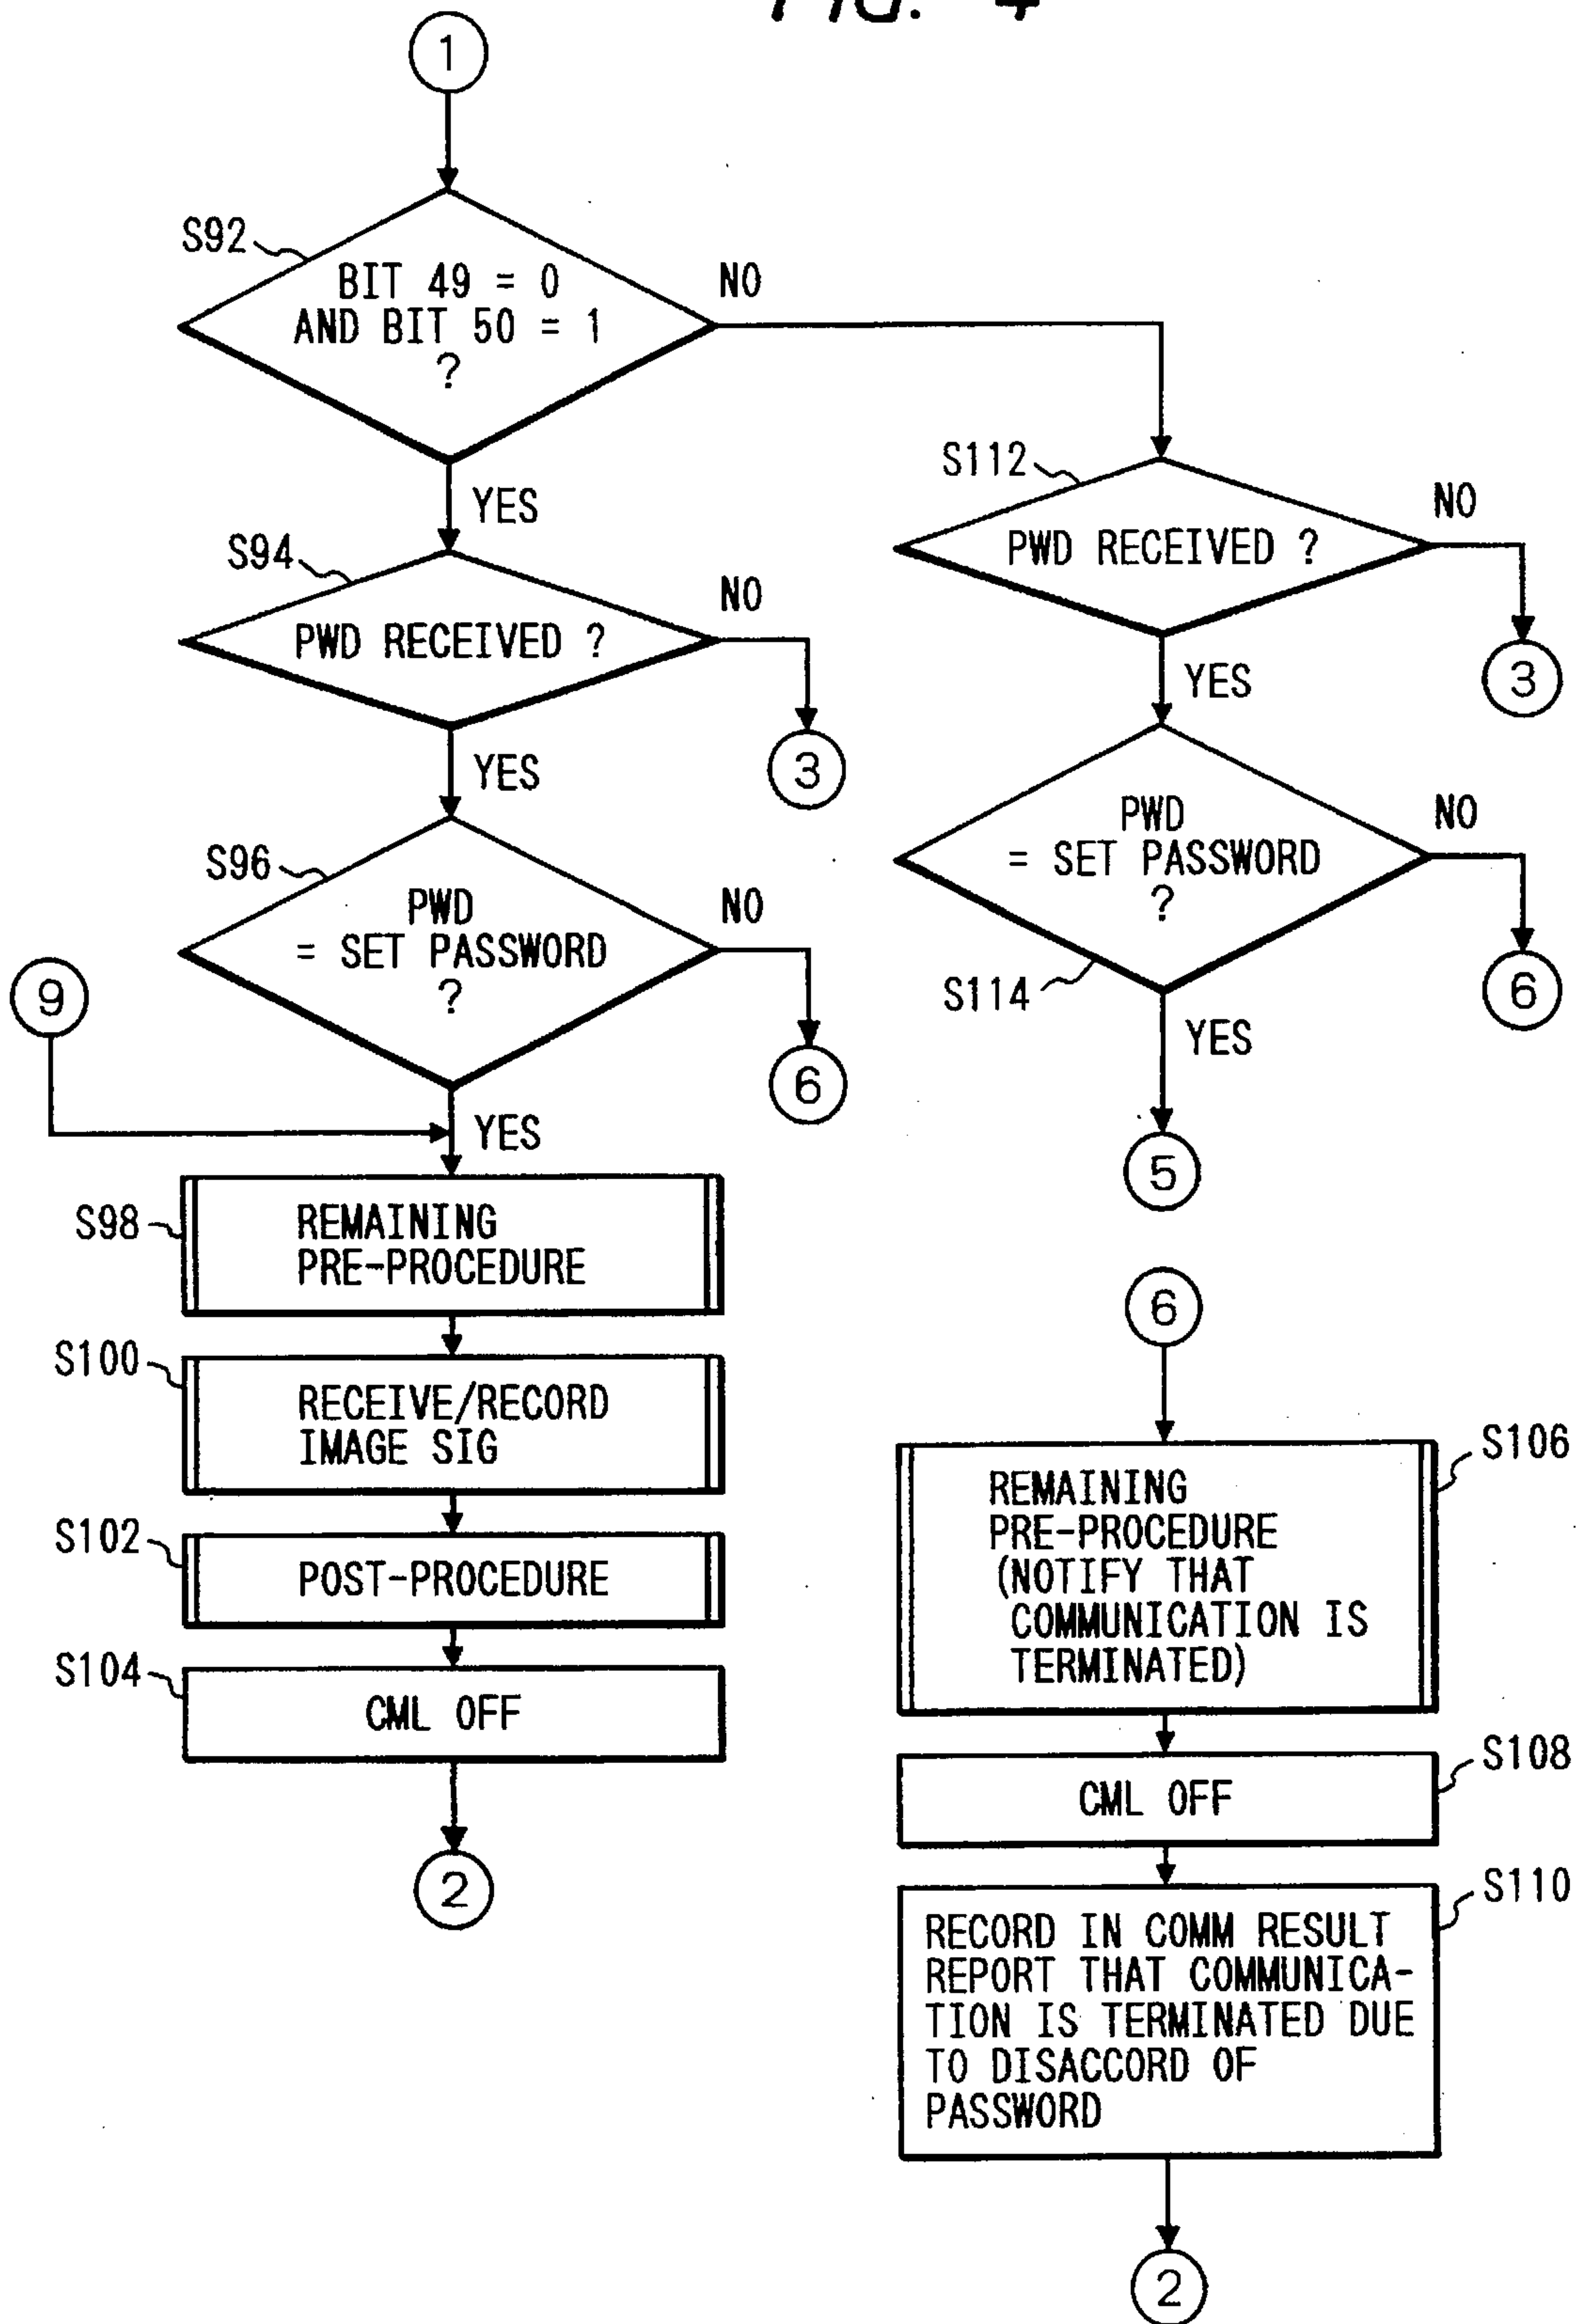 FIG. 4
1
S92
BIT 49 = 0
AND BIT 50 = 1
?
NO
YES
S94
PWD RECEIVED ?
NO
3
YES
S96
PWD
= SET PASSWORD
?
NO
6
9
YES
S98
REMAINING
PRE-PROCEDURE
S100
RECEIVE/RECORD
IMAGE SIG
S102
POST-PROCEDURE
S104
CML OFF
2
S112
PWD RECEIVED ?
NO
3
YES
PWD
= SET PASSWORD
?
NO
6
S114
YES
5
6
S106
REMAINING
PRE-PROCEDURE
(NOTIFY THAT
COMMUNICATION IS
TERMINATED)
S108
CML OFF
S110
RECORD IN COMM RESULT
REPORT THAT COMMUNICA-
TION IS TERMINATED DUE
TO DISACCORD OF
PASSWORD
2